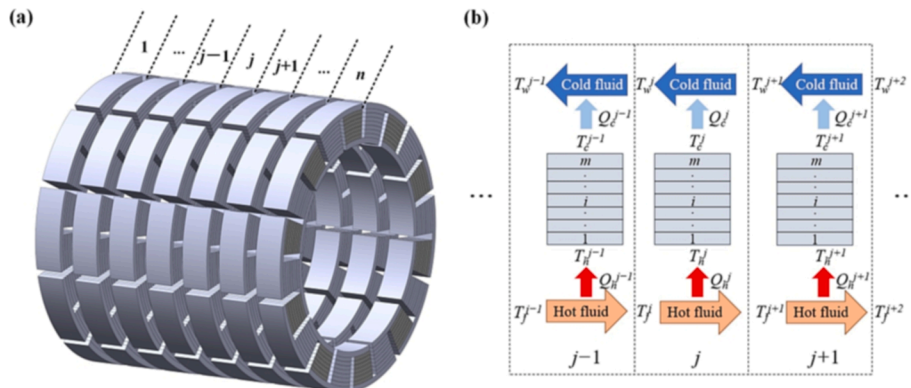 (a)
1 ... j−1 j j+1 ... n
(b)
T_w^{j−1} Cold fluid T_w^j Cold fluid T_w^{j+1} Cold fluid T_w^{j+2}
Q_c^{j−1} Q_c^j Q_c^{j+1}
T_c^{j−1} T_c^j T_c^{j+1}
m m m
... i i i ...
1 1 1
T_h^{j−1} T_h^j T_h^{j+1}
Q_h^{j−1} Q_h^j Q_h^{j+1}
T_f^{j−1} Hot fluid T_f^j Hot fluid T_f^{j+1} Hot fluid T_f^{j+2}
j−1 j j+1